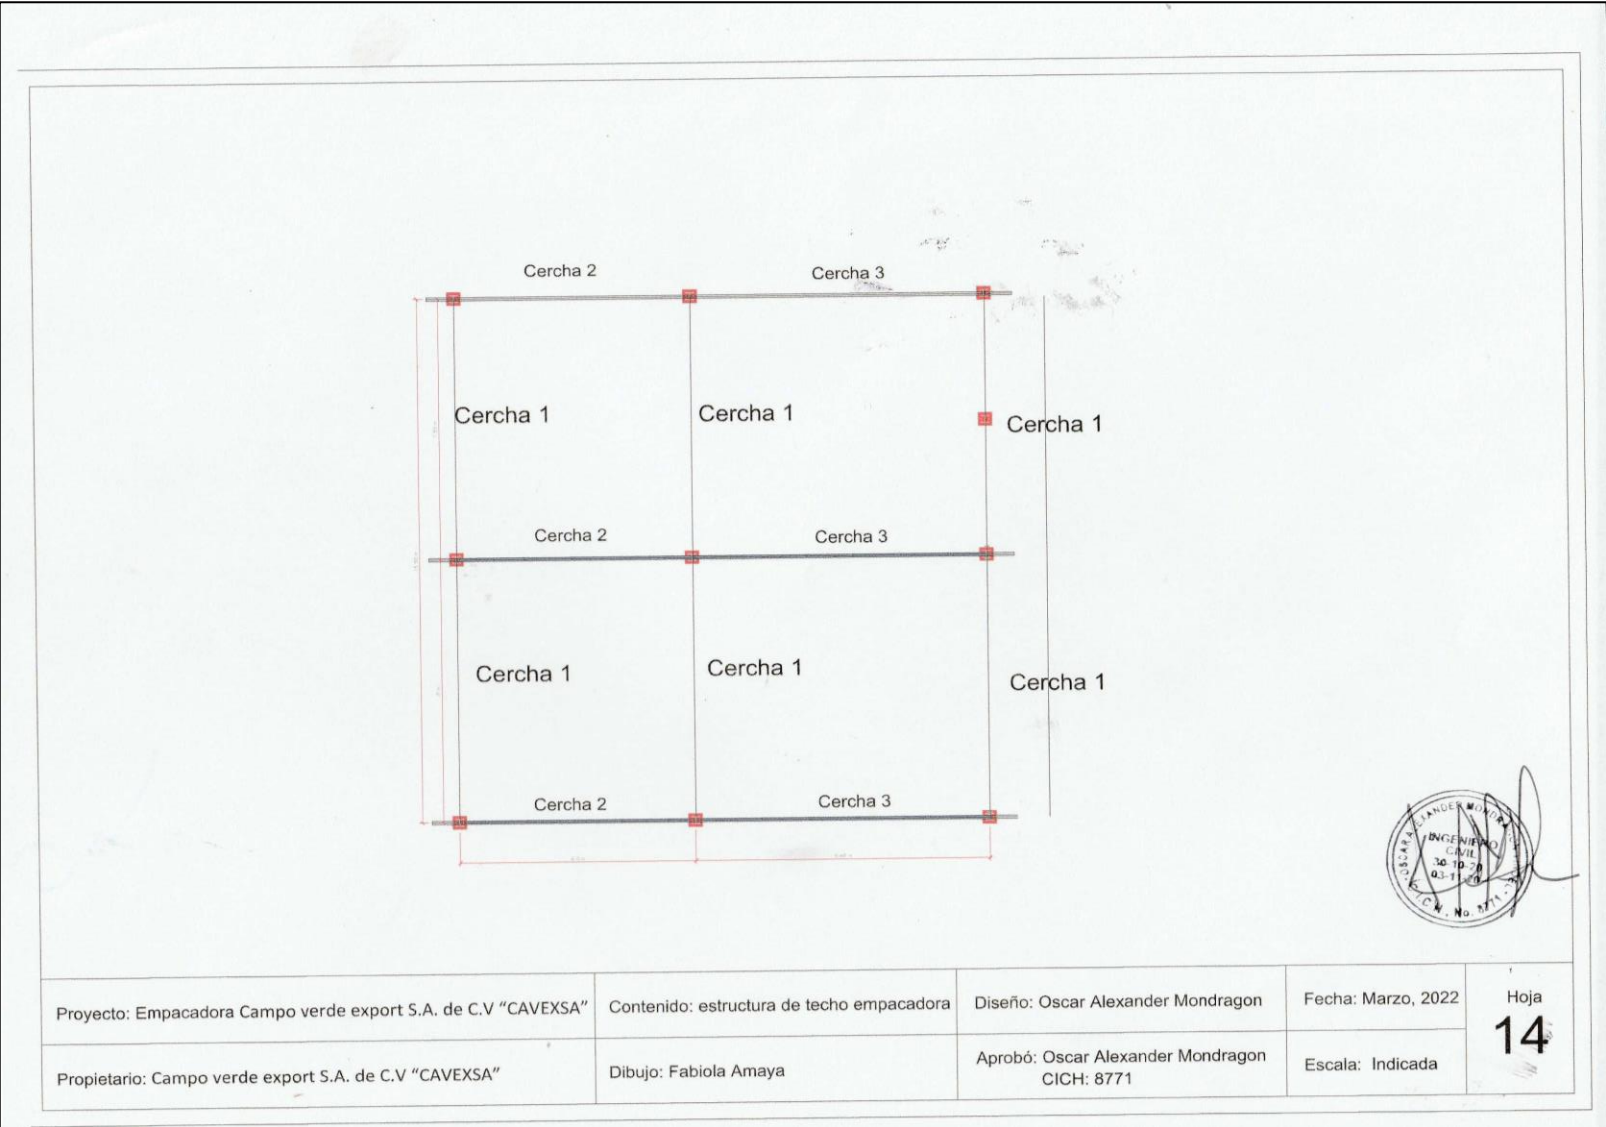 Cercha 2
Cercha 3
Cercha 1
Cercha 1
Cercha 1
Cercha 2
Cercha 3
Cercha 1
Cercha 1
Cercha 1
Cercha 2
Cercha 3
INGENIERO
CIVIL
30-10-20
Proyecto: Empacadora Campo verde export S.A. de C.V “CAVEXSA”
Contenido: estructura de techo empacadora
Diseño: Oscar Alexander Mondragon
Fecha: Marzo, 2022
Hoja
14
Propietario: Campo verde export S.A. de C.V “CAVEXSA”
Dibujo: Fabiola Amaya
Aprobó: Oscar Alexander Mondragon
CICH: 8771
Escala: Indicada